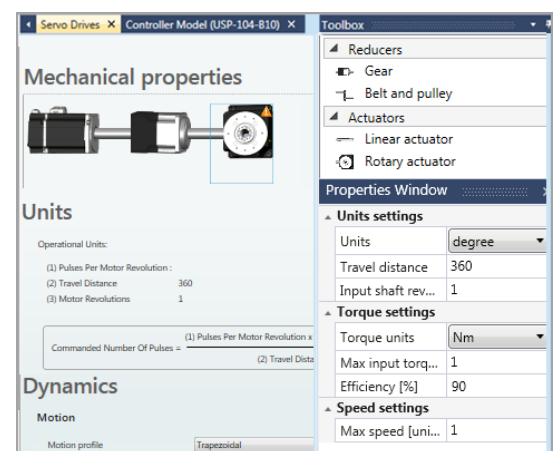 Servo Drives
Controller Model (USP-104-B10)
Mechanical properties
Units
Operational Units:
(1) Pulses Per Motor Revolution :
(2) Travel Distance 360
(3) Motor Revolutions 1
(1) Pulses Per Motor Revolution x
Commanded Number Of Pulses =
(2) Travel Dista
Dynamics
Motion
Motion profile Trapezoidal
Toolbox
Reducers
Gear
Belt and pulley
Actuators
Linear actuator
Rotary actuator
Properties Window
Units settings
Units degree
Travel distance 360
Input shaft rev... 1
Torque settings
Torque units Nm
Max input torq... 1
Efficiency [%] 90
Speed settings
Max speed [uni... 1